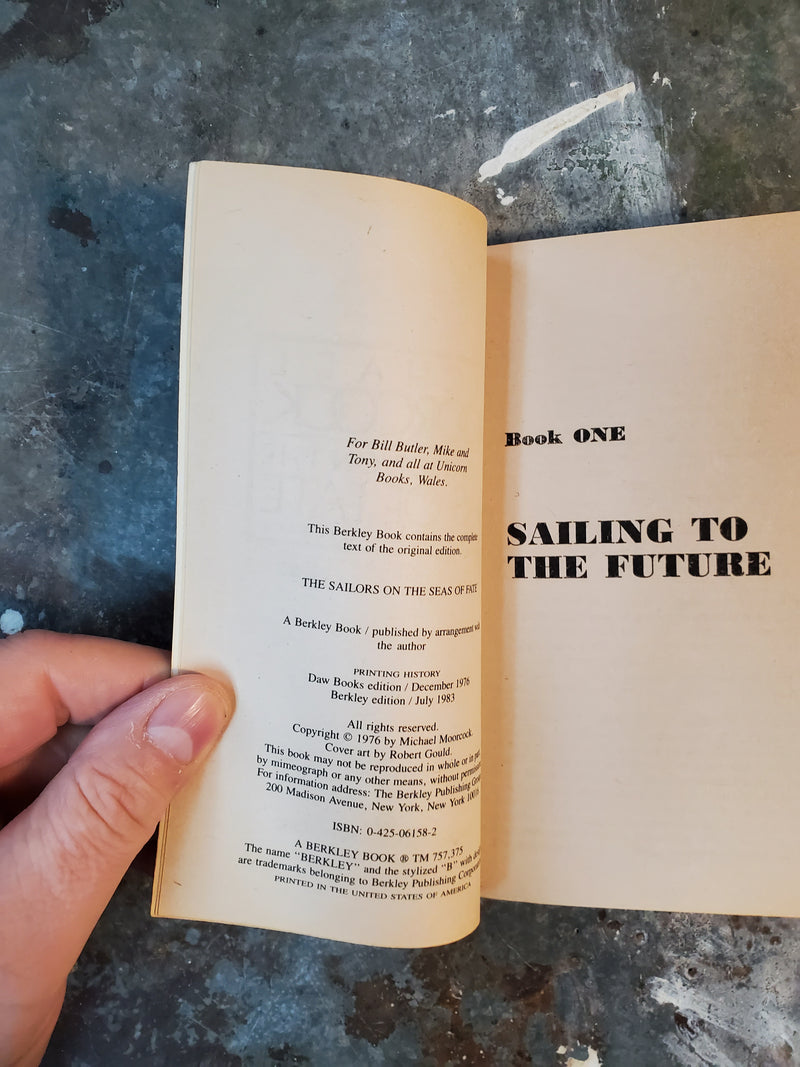 For Bill Butler, Mike and
Tony, and all at Unicorn
Books, Wales.
This Berkley Book contains the complete
text of the original edition.
THE SAILORS ON THE SEAS OF FATE
A Berkley Book / published by arrangement with
the author
PRINTING HISTORY
Daw Books edition / December 1976
Berkley edition / July 1983
All rights reserved.
Copyright © 1976 by Michael Moorcock.
Cover art by Robert Gould.
This book may not be reproduced in whole or in part,
by mimeograph or any other means, without permission.
For information address: The Berkley Publishing Group,
200 Madison Avenue, New York, New York 10016
ISBN: 0-425-06158-2
A BERKLEY BOOK ® TM 757,375
The name "BERKLEY" and the stylized "B" with
are trademarks belonging to Berkley Publishing
PRINTED IN THE UNITED STATES OF AMERICA
Book ONE
SAILING TO
THE FUTURE